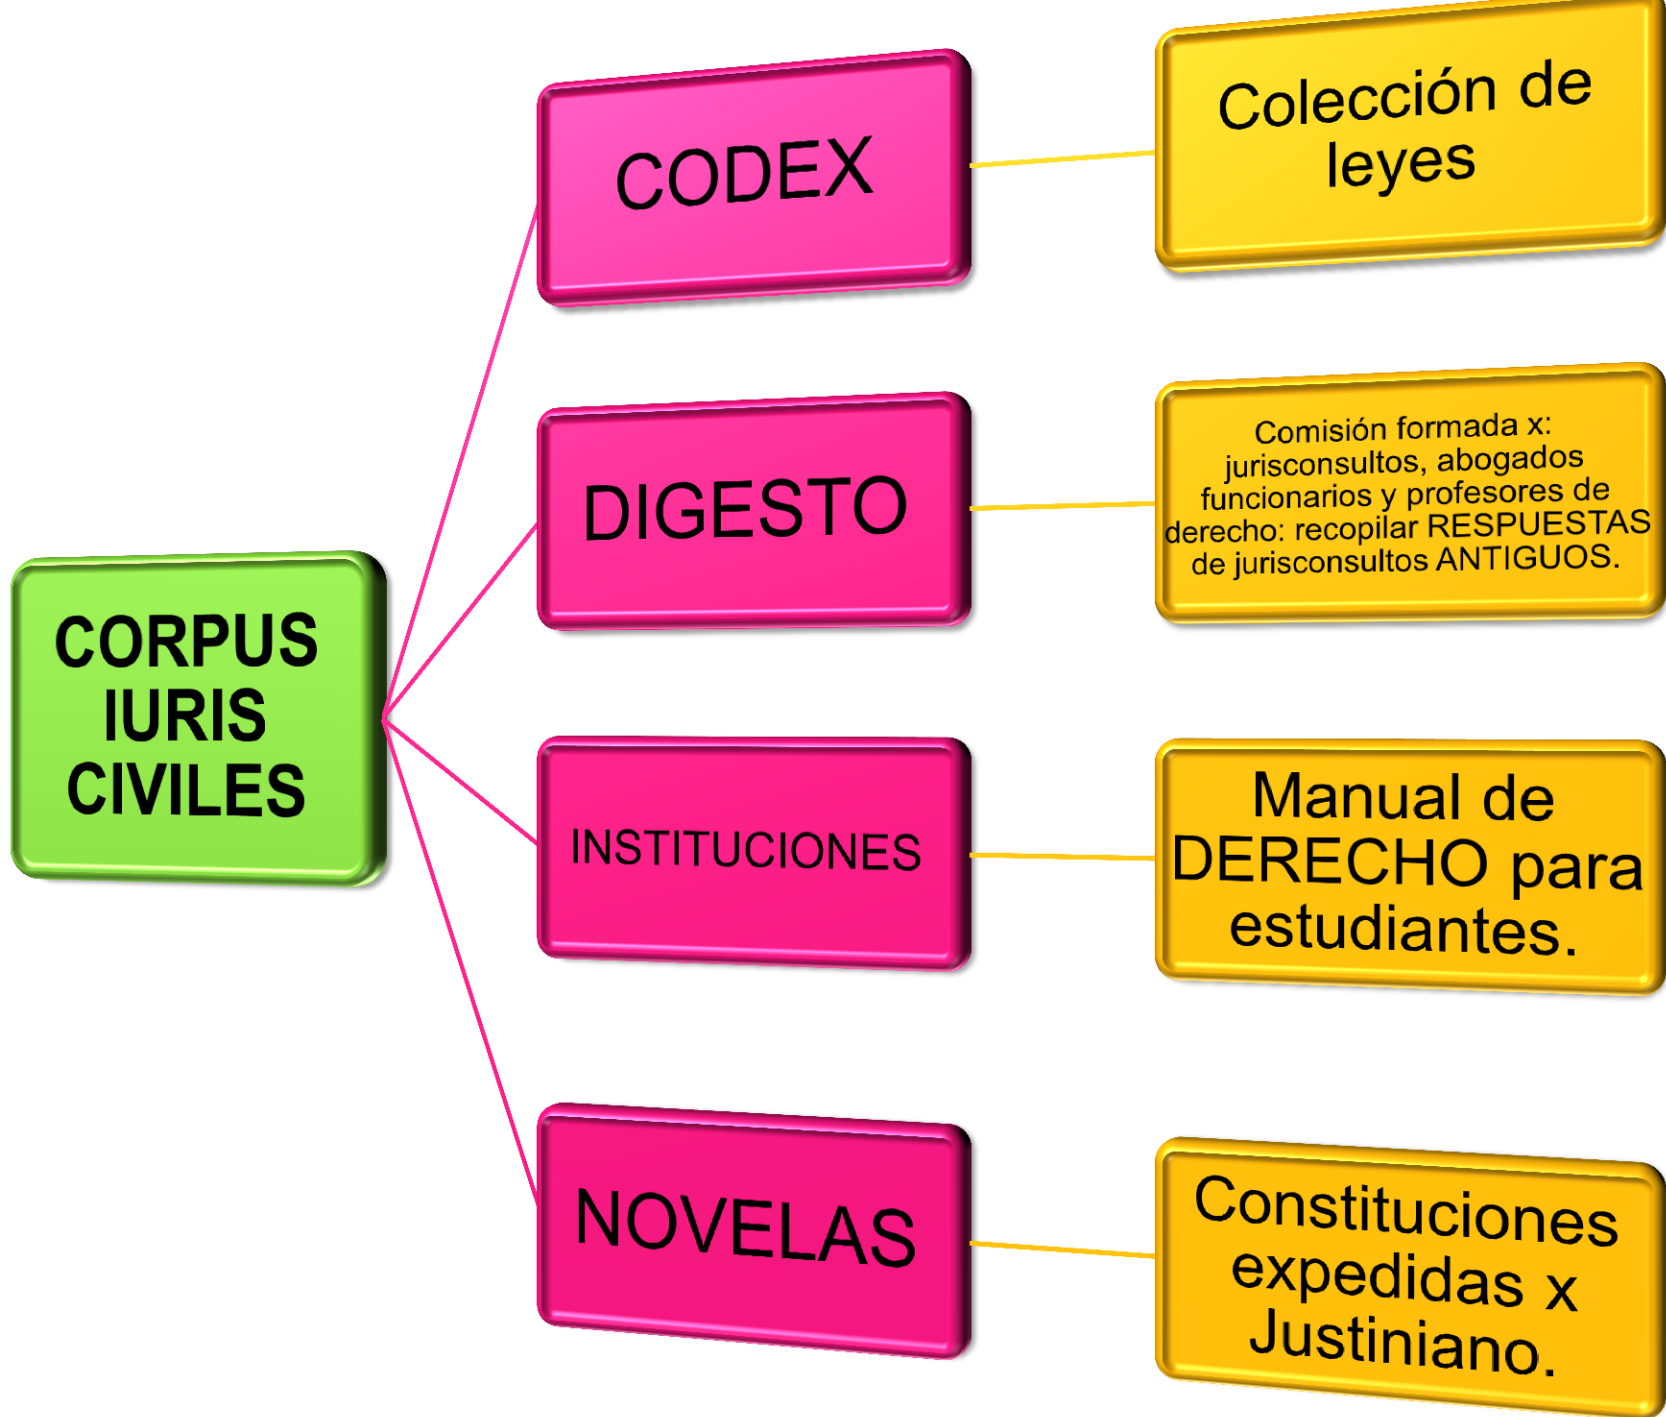 CORPUS
IURIS
CIVILES
CODEX
Colección de
leyes
DIGESTO
Comisión formada x:
jurisconsultos, abogados
funcionarios y profesores de
derecho: recopilar RESPUESTAS
de jurisconsultos ANTIGUOS.
INSTITUCIONES
Manual de
DERECHO para
estudiantes.
NOVELAS
Constituciones
expedidas x
Justiniano.